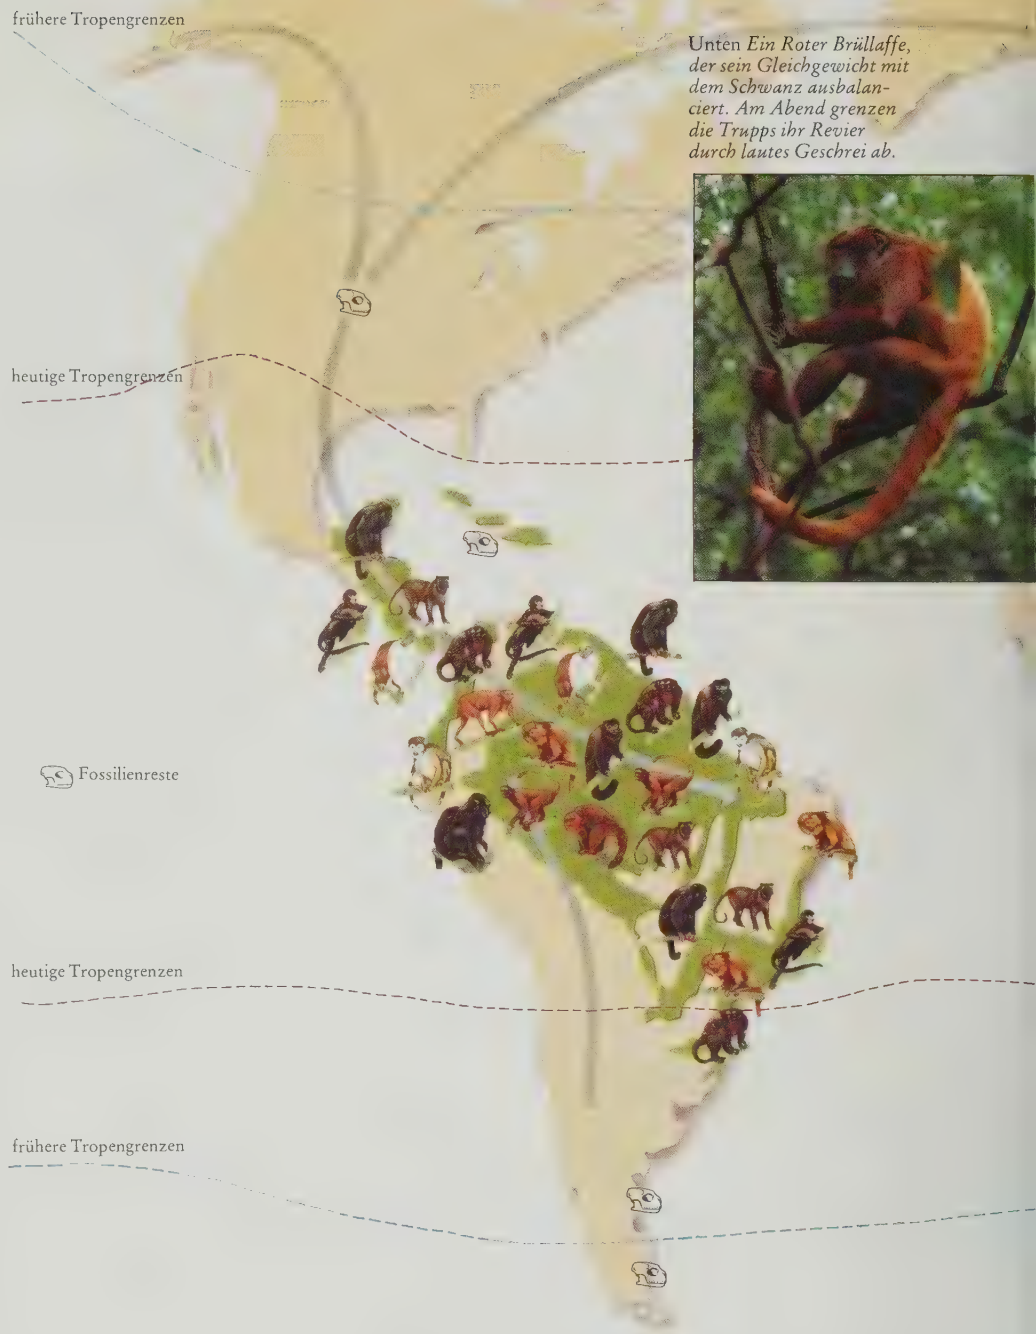 frühere Tropengrenzen
Unten Ein Roter Brüllaffe,
der sein Gleichgewicht mit
dem Schwanz ausbalan-
ciert. Am Abend grenzen
die Trupps ihr Revier
durch lautes Geschrei ab.
heutige Tropengrenzen
Fossilienreste
heutige Tropengrenzen
frühere Tropengrenzen